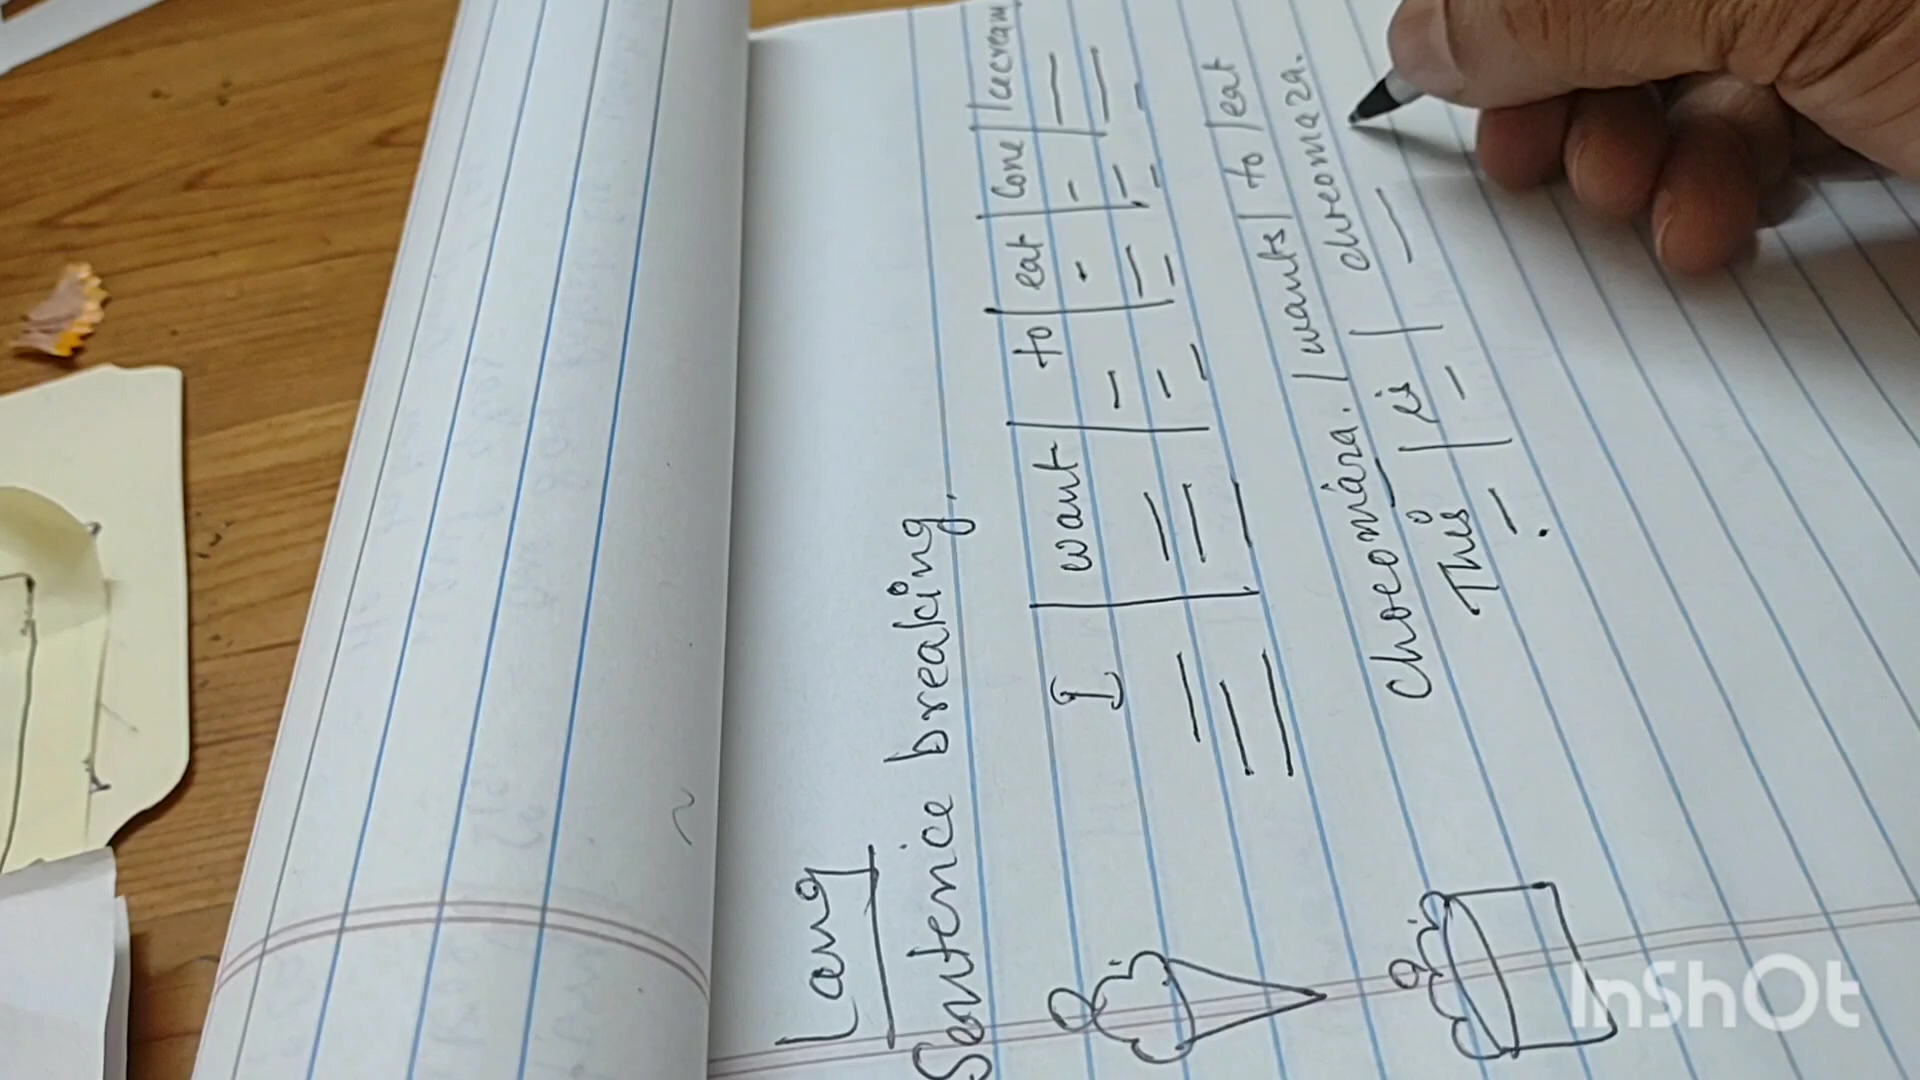 Lang
Sentence breaking.
I | want | to | eat | Cone | icecream
Chocomaza. | wants | to | eat
This | is | chocomaza.
InShOt